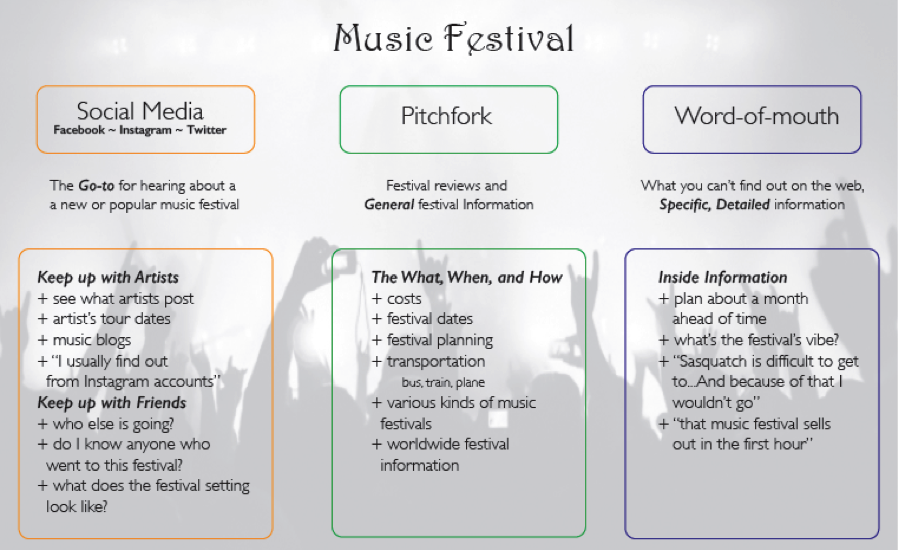 Music Festival
Social Media
Facebook ~ Instagram ~ Twitter
The Go-to for hearing about a
a new or popular music festival
Keep up with Artists
+ see what artists post
+ artist's tour dates
+ music blogs
+ "I usually find out
from Instagram accounts"
Keep up with Friends
+ who else is going?
+ do I know anyone who
went to this festival?
+ what does the festival setting
look like?
Pitchfork
Festival reviews and
General festival Information
The What, When, and How
+ costs
+ festival dates
+ festival planning
+ transportation
bus, train, plane
+ various kinds of music
festivals
+ worldwide festival
information
Word-of-mouth
What you can't find out on the web,
Specific, Detailed information
Inside Information
+ plan about a month
ahead of time
+ what's the festival's vibe?
+ "Sasquatch is difficult to get
to...And because of that I
wouldn't go"
+ "that music festival sells
out in the first hour"